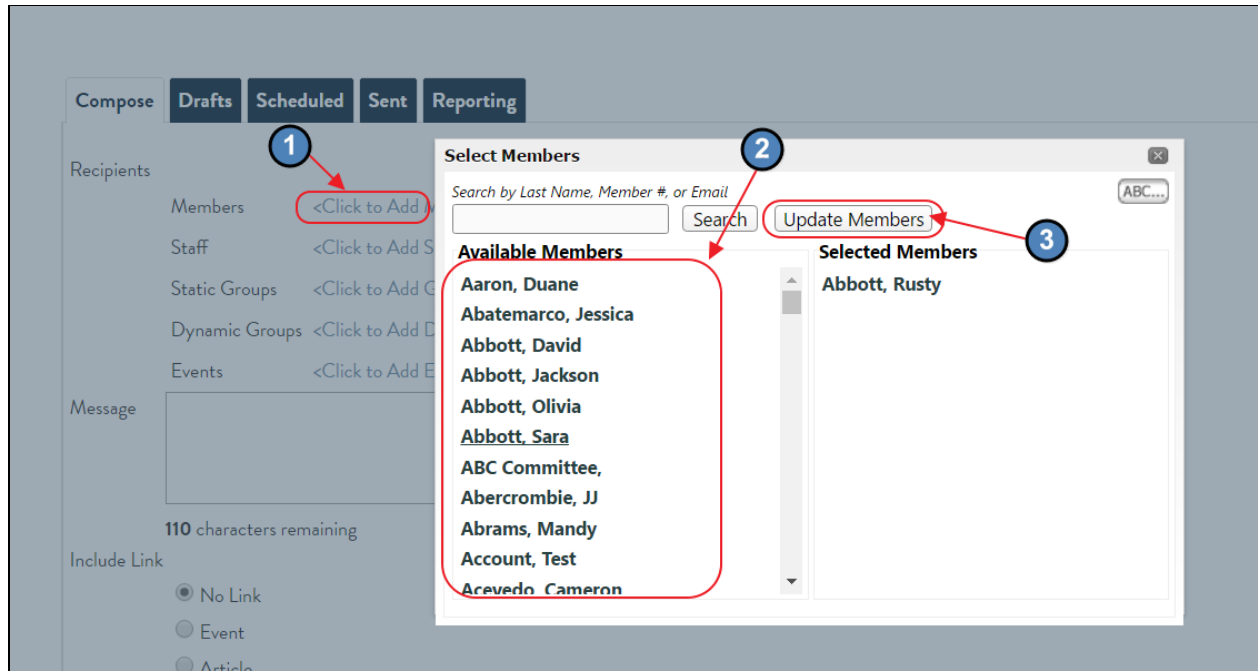 Compose Drafts Scheduled Sent Reporting
1
2
Select Members
Recipients
Search by Last Name, Member #, or Email
ABC...
Members <Click to Add
Search Update Members
3
Staff <Click to Add
Available Members Selected Members
Static Groups <Click to Add
Aaron, Duane Abbott, Rusty
Abatemarco, Jessica
Dynamic Groups <Click to Add
Abbott, David
Events <Click to Add
Abbott, Jackson
Message
Abbott, Olivia
Abbott, Sara
ABC Committee,
Abercrombie, JJ
110 characters remaining
Abrams, Mandy
Include Link
Account, Test
No Link
Acevedo, Cameron
Event
Article